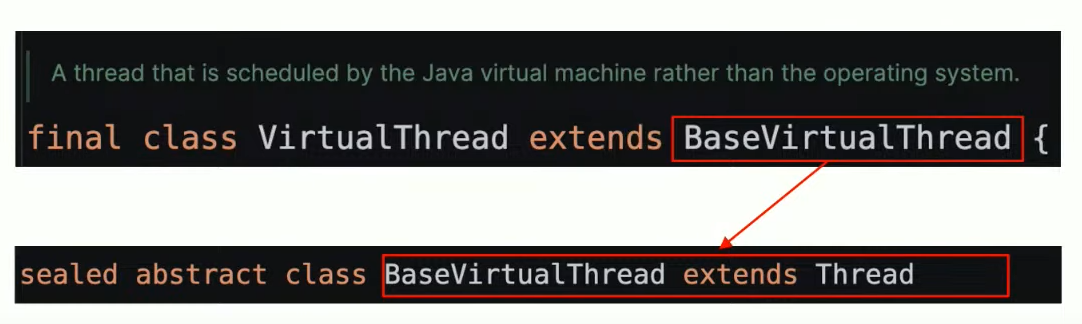 A thread that is scheduled by the Java virtual machine rather than the operating system.
final class VirtualThread extends BaseVirtualThread {
sealed abstract class BaseVirtualThread extends Thread